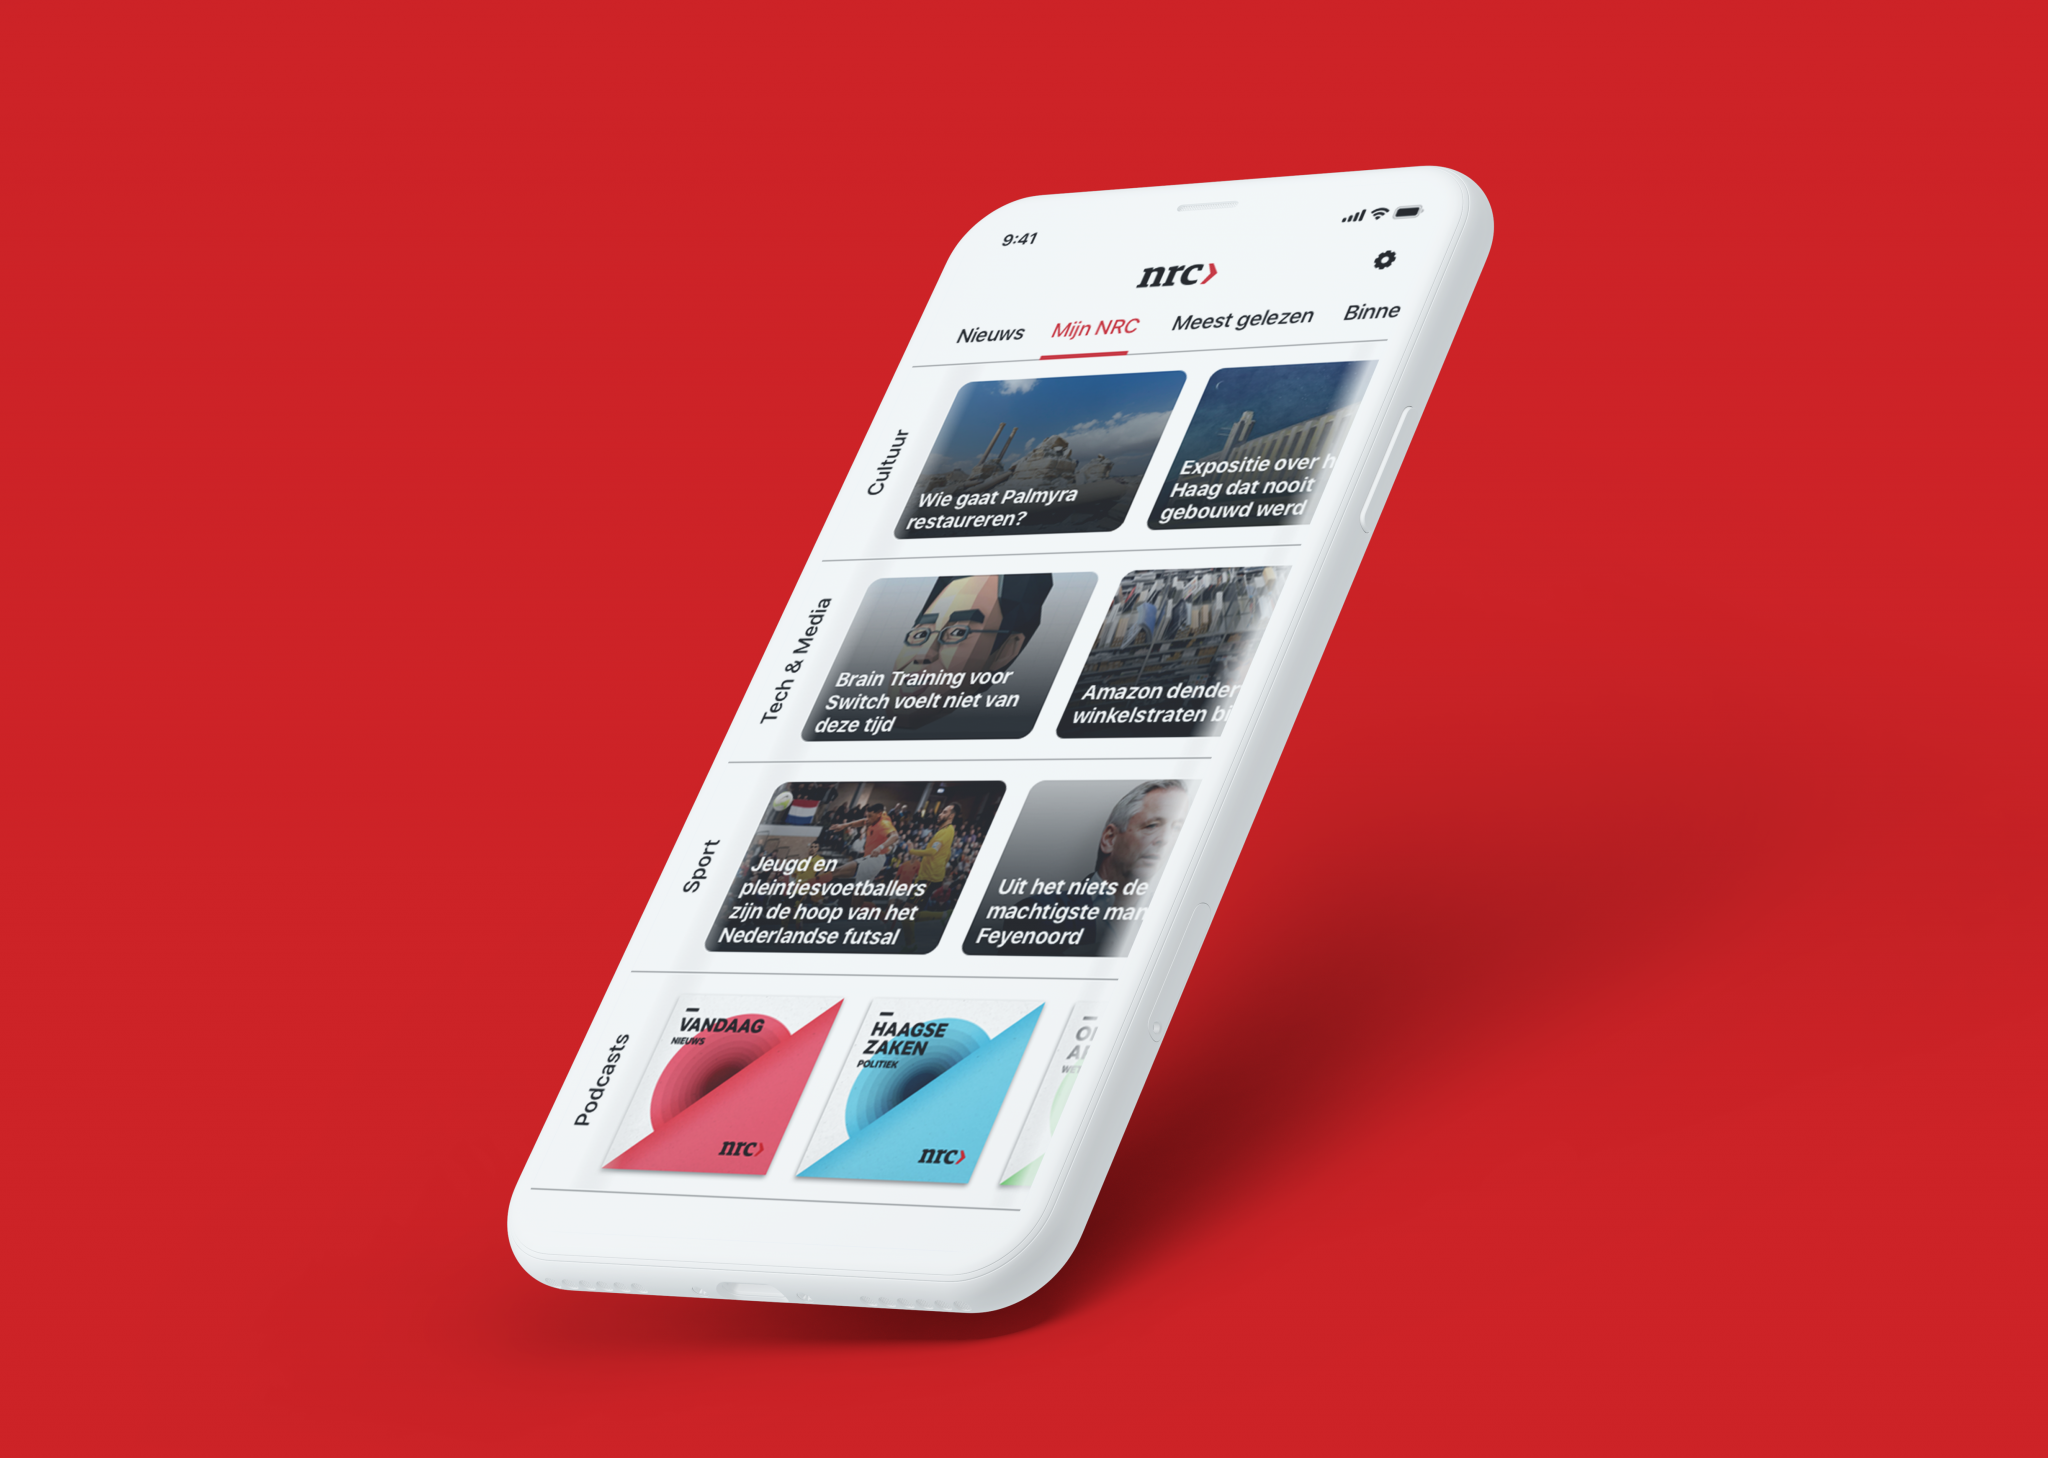 9:41
nrc
Nieuws Mijn NRC Meest gelezen Binne
Cultuur
Wie gaat Palmyra
restaureren?
Expositie over h
Haag dat nooit
gebouwd werd
Tech & Media
Brain Training voor
Switch voelt niet van
deze tijd
Amazon dender
winkelstraten bi
Sport
Jeugd en
pleintjesvoetballers
zijn de hoop van het
Nederlandse futsal
Uit het niets de
machtigste man
Feyenoord
Podcasts
VANDAAG
NIEUWS
nrc
HAAGSE
ZAKEN
POLITIEK
nrc